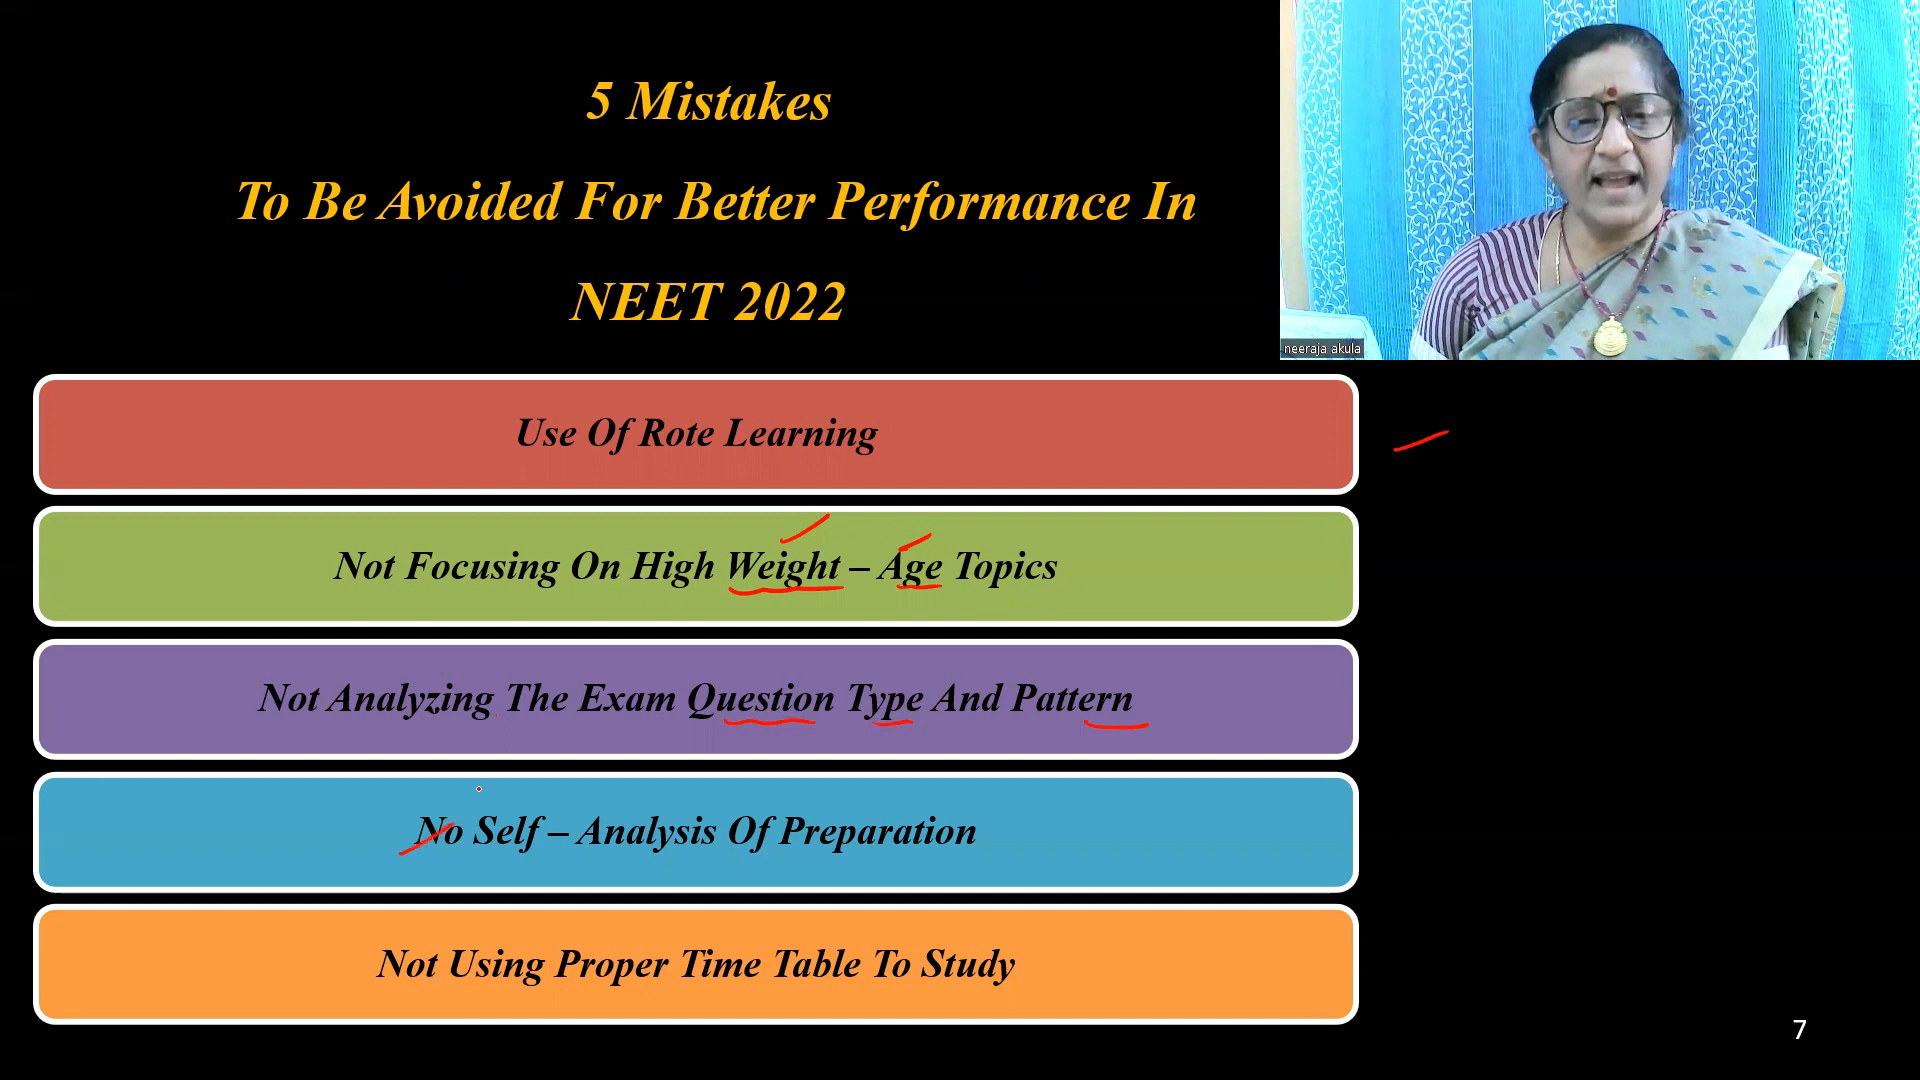 5 Mistakes
To Be Avoided For Better Performance In
NEET 2022
neeraja akula
Use Of Rote Learning
Not Focusing On High Weight – Age Topics
Not Analyzing The Exam Question Type And Pattern
No Self – Analysis Of Preparation
Not Using Proper Time Table To Study
7